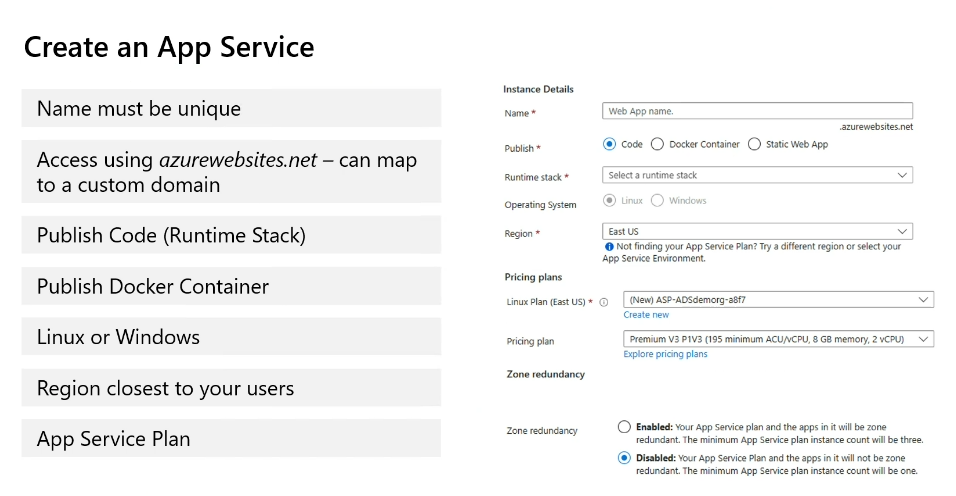 Create an App Service
Name must be unique
Access using azurewebsites.net – can map
to a custom domain
Publish Code (Runtime Stack)
Publish Docker Container
Linux or Windows
Region closest to your users
App Service Plan
Instance Details
Name *
Web App name.
.azurewebsites.net
Publish *
Code
Docker Container
Static Web App
Runtime stack *
Select a runtime stack
Operating System
Linux
Windows
Region *
East US
Not finding your App Service Plan? Try a different region or select your
App Service Environment.
Pricing plans
Linux Plan (East US) *
(New) ASP-ADSdemorg-a8f7
Create new
Pricing plan
Premium V3 P1V3 (195 minimum ACU/vCPU, 8 GB memory, 2 vCPU)
Explore pricing plans
Zone redundancy
Zone redundancy
Enabled: Your App Service plan and the apps in it will be zone
redundant. The minimum App Service plan instance count will be three.
Disabled: Your App Service Plan and the apps in it will not be zone
redundant. The minimum App Service plan instance count will be one.